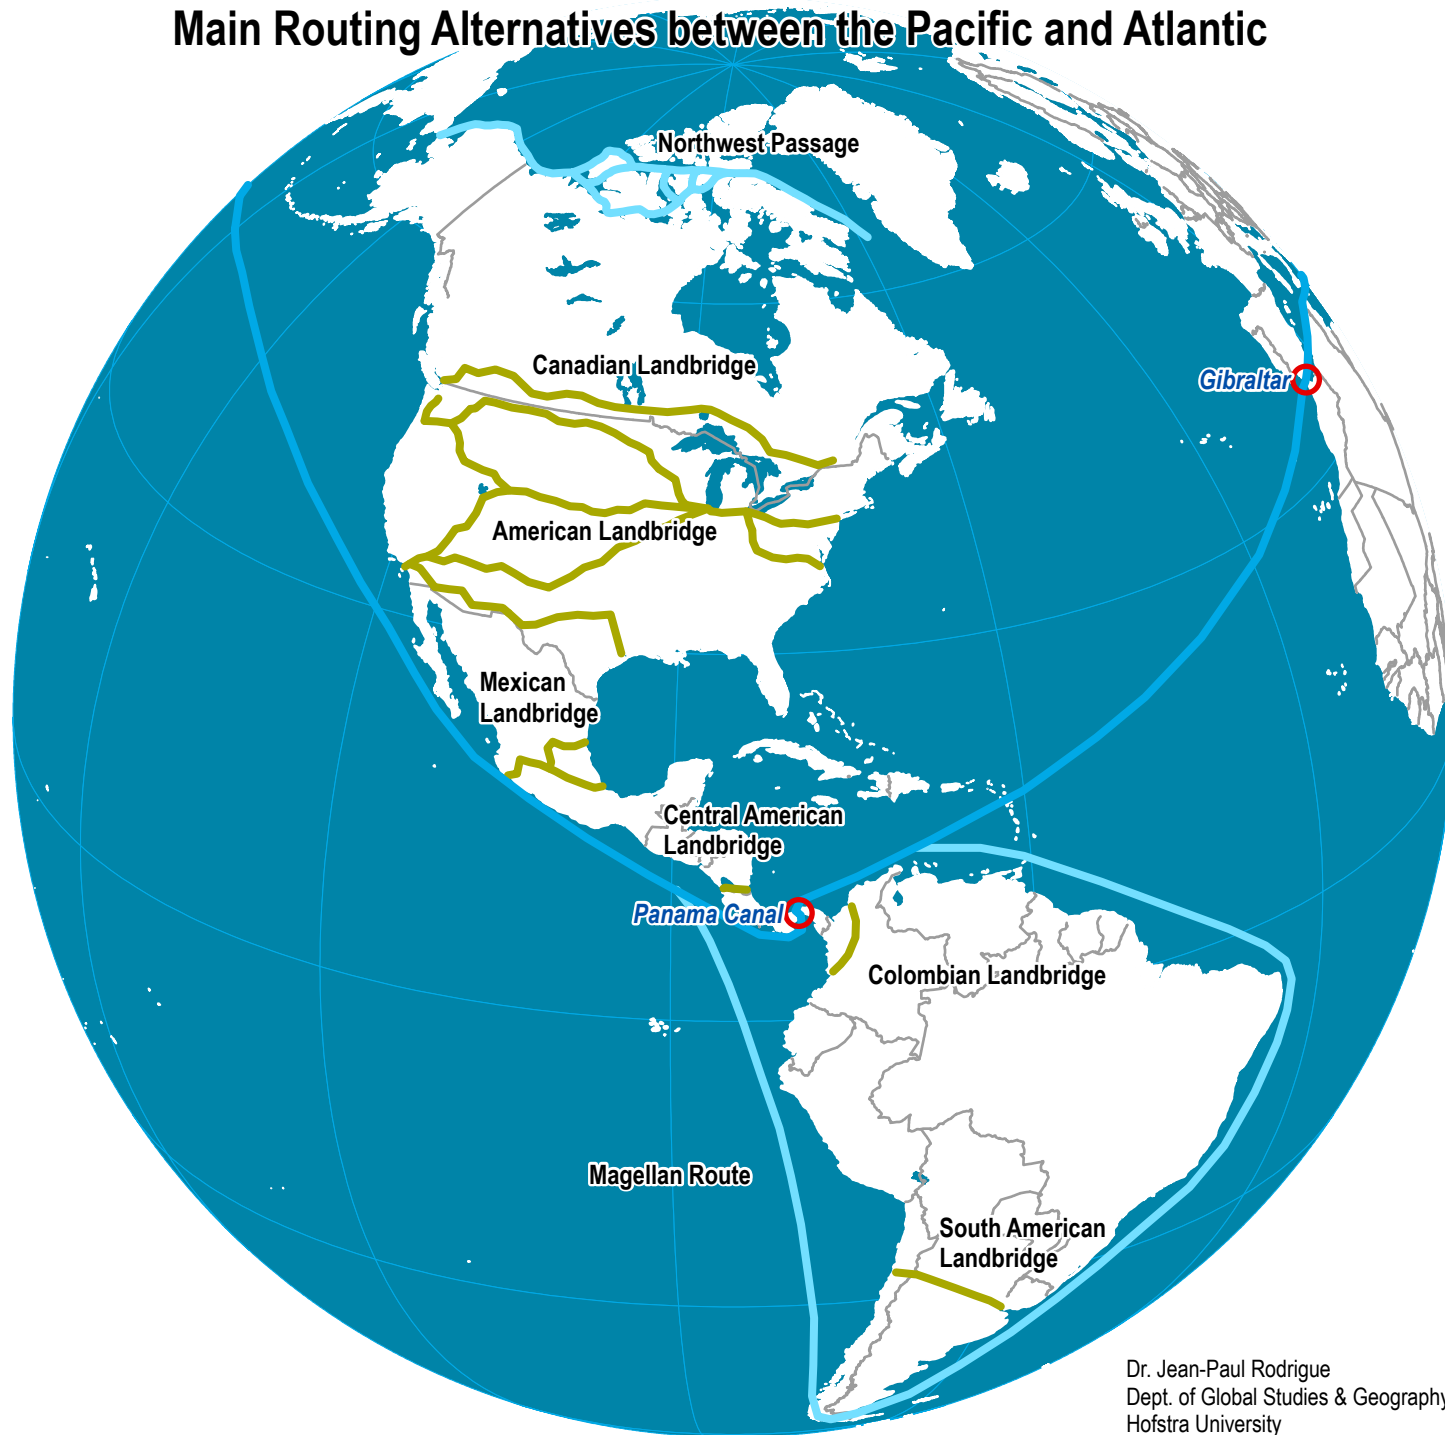 Main Routing Alternatives between the Pacific and Atlantic
Northwest Passage
Canadian Landbridge
Gibraltar
American Landbridge
Mexican
Landbridge
Central American
Landbridge
Panama Canal
Colombian Landbridge
Magellan Route
South American
Landbridge
Dr. Jean-Paul Rodrigue
Dept. of Global Studies & Geography
Hofstra University